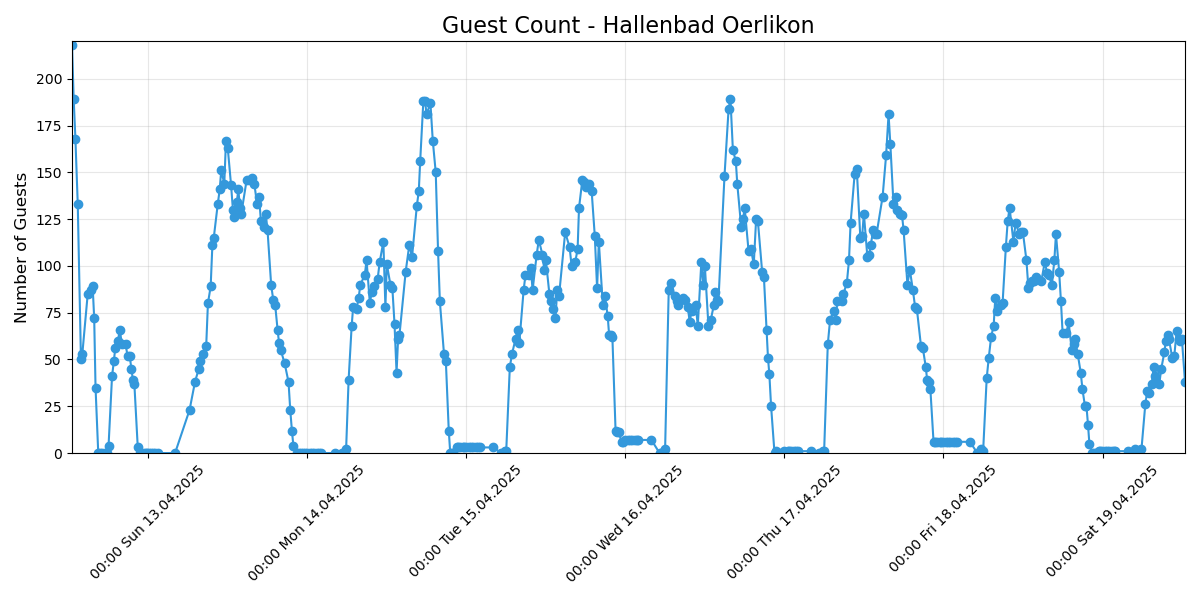 Guest Count - Hallenbad Oerlikon
Number of Guests
200
175
150
125
100
75
50
25
0
00:00 Sun 13.04.2025
00:00 Mon 14.04.2025
00:00 Tue 15.04.2025
00:00 Wed 16.04.2025
00:00 Thu 17.04.2025
00:00 Fri 18.04.2025
00:00 Sat 19.04.2025